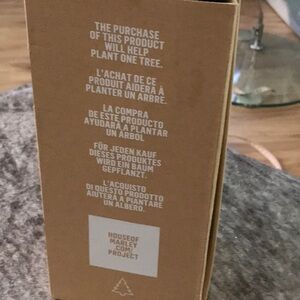 THE PURCHASE
OF THIS PRODUCT
WILL HELP
PLANT ONE TREE.
L'ACHAT DE CE
PRODUIT AIDERA À
PLANTER UN ARBRE.
LA COMPRA
DE ESTE PRODUCTO
AYUDARÁ A PLANTAR
UN ÁRBOL
FÜR JEDEN KAUF
DIESES PRODUKTES
WIRD EIN BAUM
GEPFLANZT.
L'ACQUISTO
DI QUESTO PRODOTTO
AIUTERÀ A PIANTARE
UN ALBERO.
HOUSEOF
MARLEY.
COM/
PROJECT